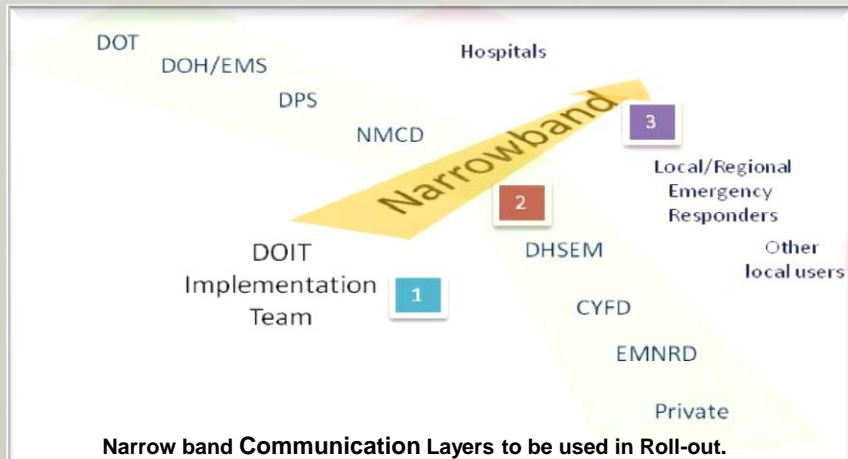 DOT
DOH/EMS
DPS
NMCD
Hospitals
Narrowband
3
Local/Regional
Emergency
Responders
Other
local users
2
DOIT
Implementation
Team
1
DHSEM
CYFD
EMNRD
Private
Narrow band Communication Layers to be used in Roll-out.